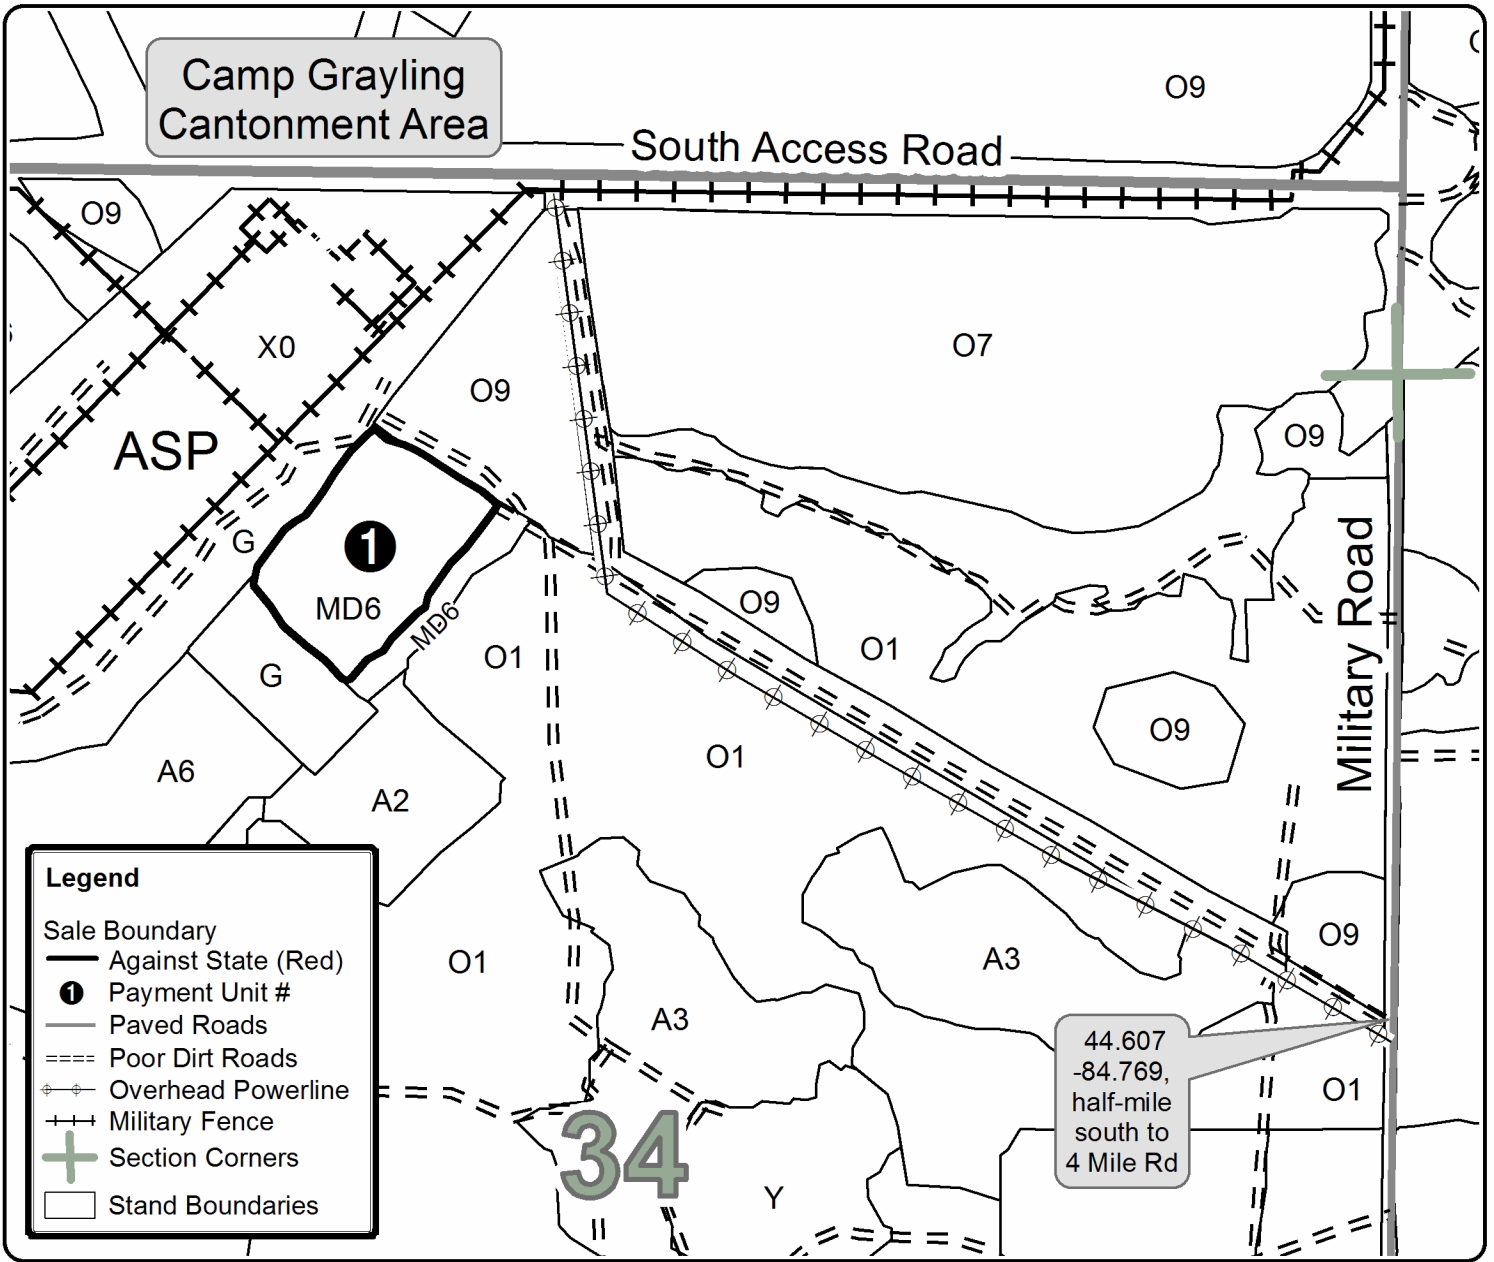 Camp Grayling
Cantonment Area
O9
South Access Road
O9
X0
O7
O9
ASP
O9
G
1
MD6
MD6
O9
O1
O1
G
Military Road
O9
O1
A6
A2
O9
O1
A3
A3
44.607
-84.769,
half-mile
south to
4 Mile Rd
O1
34
Y
Legend
Sale Boundary
Against State (Red)
1 Payment Unit #
Paved Roads
Poor Dirt Roads
Overhead Powerline
Military Fence
Section Corners
Stand Boundaries